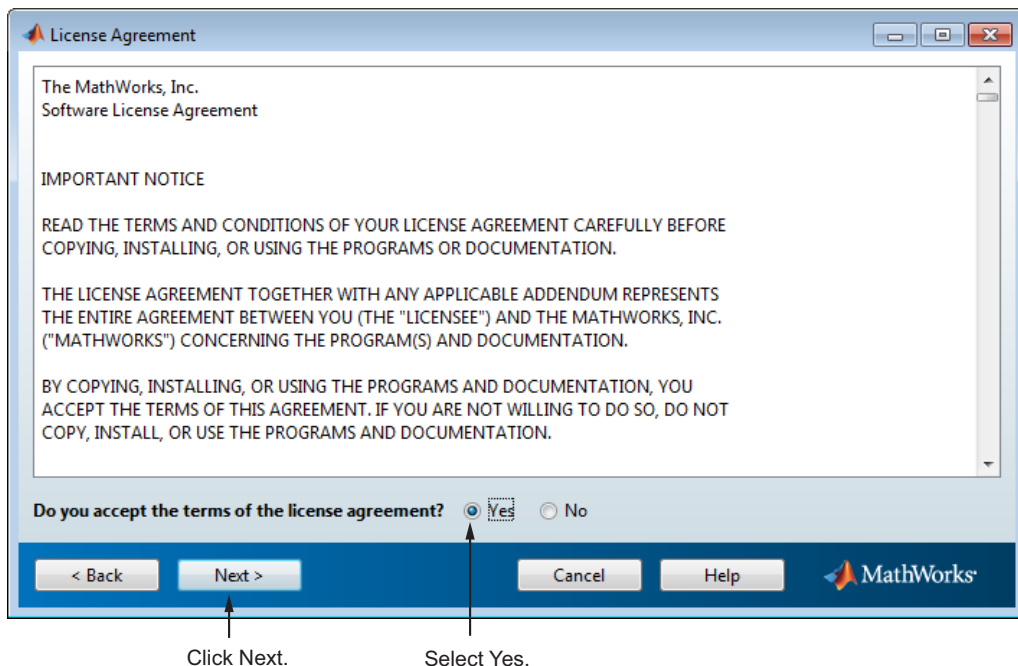 License Agreement
The MathWorks, Inc.
Software License Agreement
IMPORTANT NOTICE
READ THE TERMS AND CONDITIONS OF YOUR LICENSE AGREEMENT CAREFULLY BEFORE
COPYING, INSTALLING, OR USING THE PROGRAMS OR DOCUMENTATION.
THE LICENSE AGREEMENT TOGETHER WITH ANY APPLICABLE ADDENDUM REPRESENTS
THE ENTIRE AGREEMENT BETWEEN YOU (THE "LICENSEE") AND THE MATHWORKS, INC.
("MATHWORKS") CONCERNING THE PROGRAM(S) AND DOCUMENTATION.
BY COPYING, INSTALLING, OR USING THE PROGRAMS AND DOCUMENTATION, YOU
ACCEPT THE TERMS OF THIS AGREEMENT. IF YOU ARE NOT WILLING TO DO SO, DO NOT
COPY, INSTALL, OR USE THE PROGRAMS AND DOCUMENTATION.
Do you accept the terms of the license agreement? Yes No
< Back Next > Cancel Help MathWorks
Click Next. Select Yes.